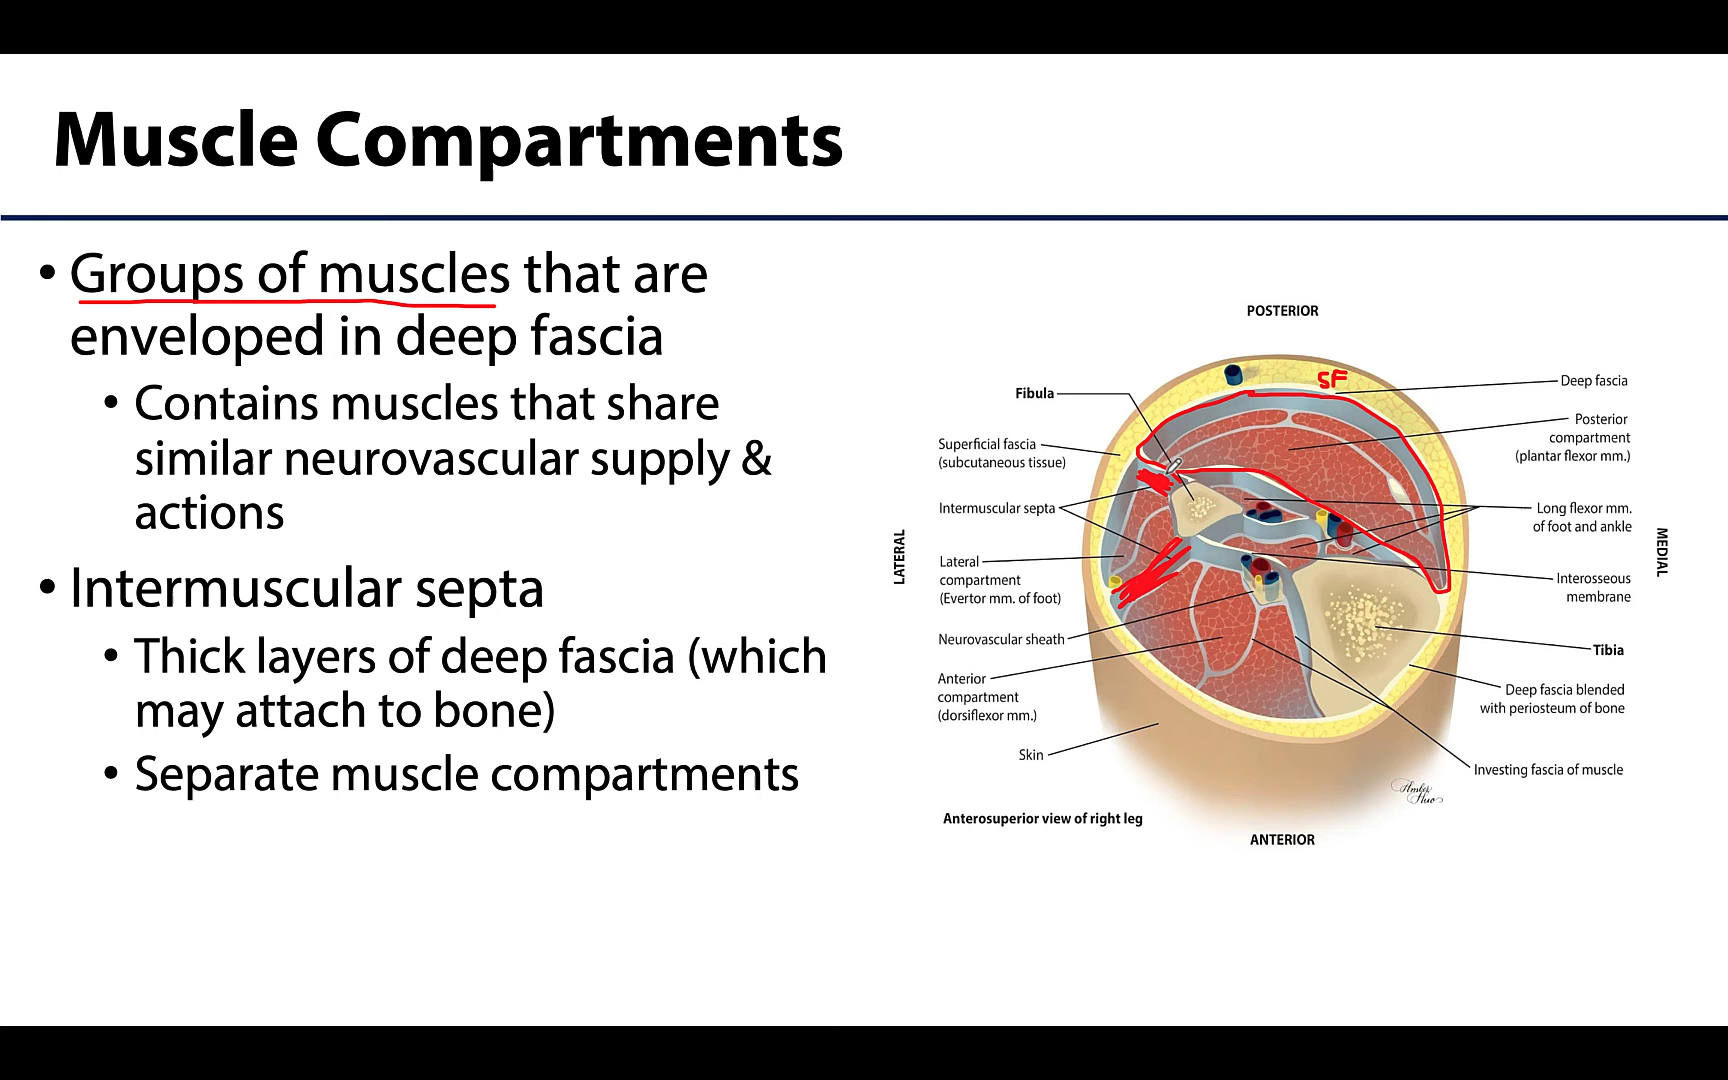 Muscle Compartments
• Groups of muscles that are
enveloped in deep fascia
• Contains muscles that share
similar neurovascular supply &
actions
• Intermuscular septa
• Thick layers of deep fascia (which
may attach to bone)
• Separate muscle compartments
POSTERIOR
SF
Fibula
Superficial fascia
(subcutaneous tissue)
Intermuscular septa
LATERAL
Lateral
compartment
(Evertor mm. of foot)
Neurovascular sheath
Anterior
compartment
(dorsiflexor mm.)
Skin
Deep fascia
Posterior
compartment
(plantar flexor mm.)
Long flexor mm.
of foot and ankle
MEDIAL
Interosseous
membrane
Tibia
Deep fascia blended
with periosteum of bone
Investing fascia of muscle
Anterosuperior view of right leg
ANTERIOR